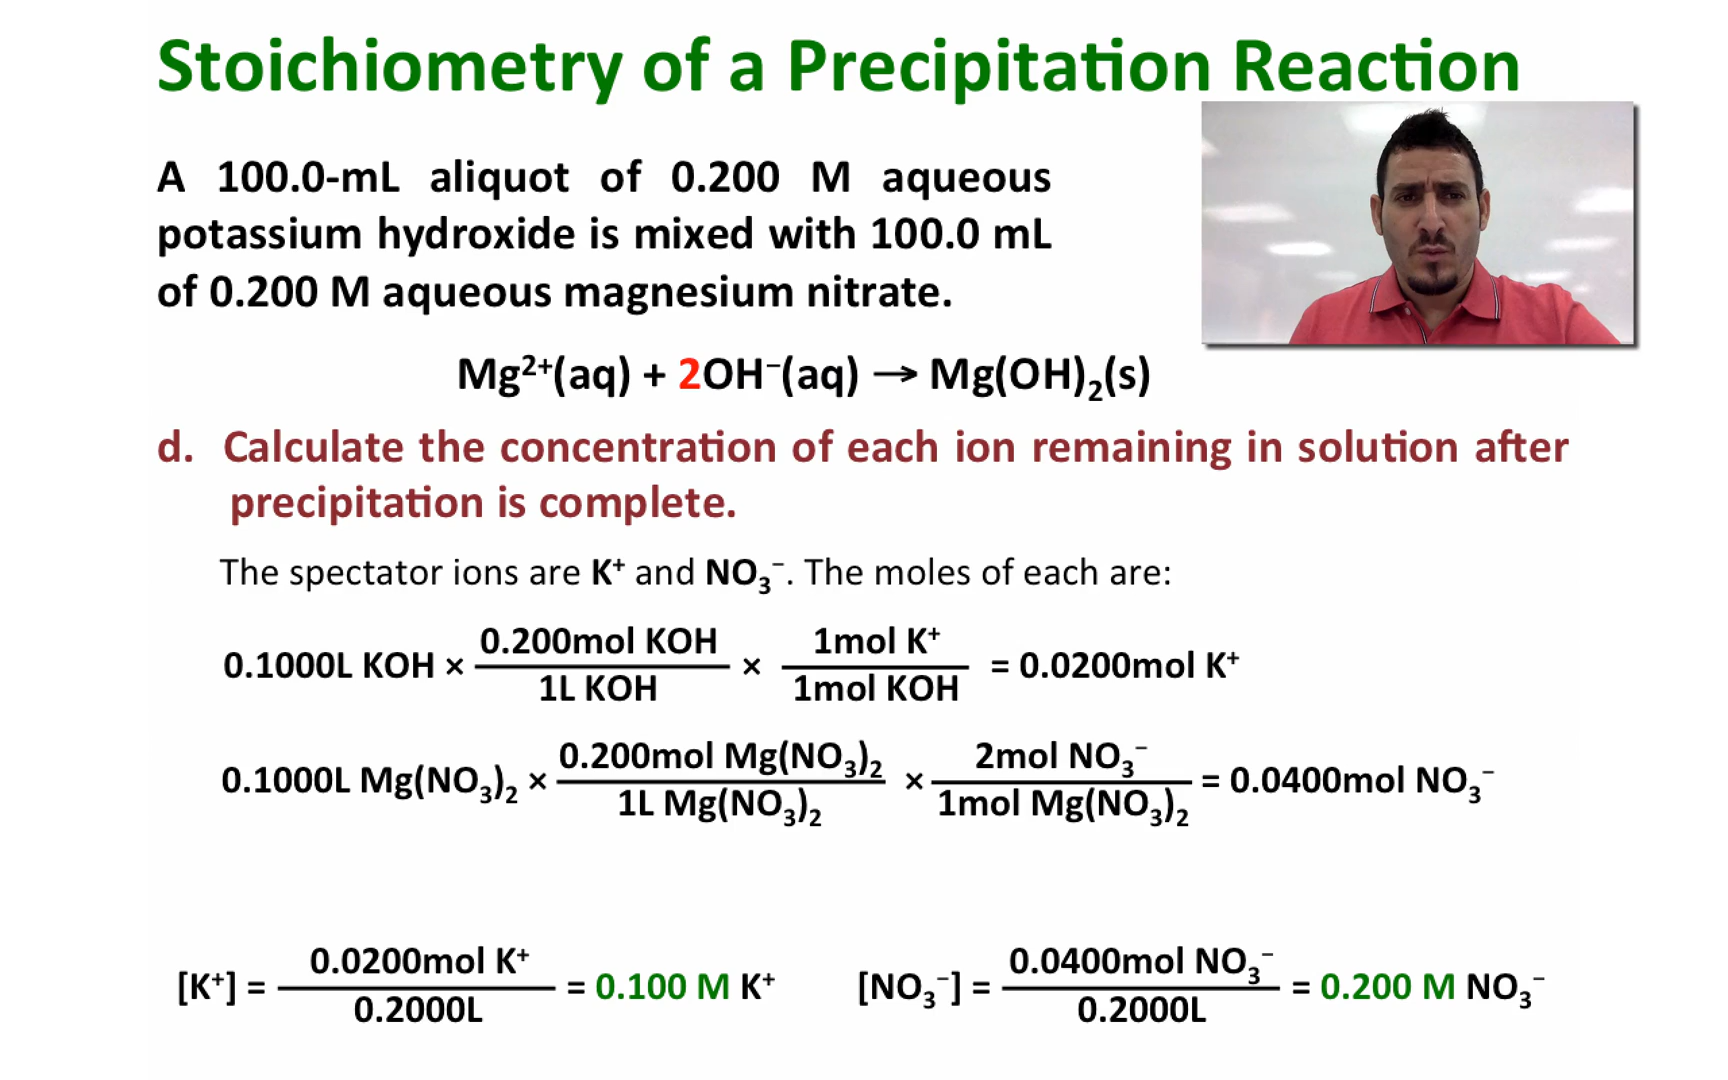 Stoichiometry of a Precipitation Reaction
A 100.0-mL aliquot of 0.200 M aqueous
potassium hydroxide is mixed with 100.0 mL
of 0.200 M aqueous magnesium nitrate.
Mg²⁺(aq) + 2OH⁻(aq) → Mg(OH)₂(s)
d. Calculate the concentration of each ion remaining in solution after
precipitation is complete.
The spectator ions are K⁺ and NO₃⁻. The moles of each are:
0.1000L KOH × 0.200mol KOH / 1L KOH × 1mol K⁺ / 1mol KOH = 0.0200mol K⁺
0.1000L Mg(NO₃)₂ × 0.200mol Mg(NO₃)₂ / 1L Mg(NO₃)₂ × 2mol NO₃⁻ / 1mol Mg(NO₃)₂ = 0.0400mol NO₃⁻
[K⁺] = 0.0200mol K⁺ / 0.2000L = 0.100 M K⁺
[NO₃⁻] = 0.0400mol NO₃⁻ / 0.2000L = 0.200 M NO₃⁻